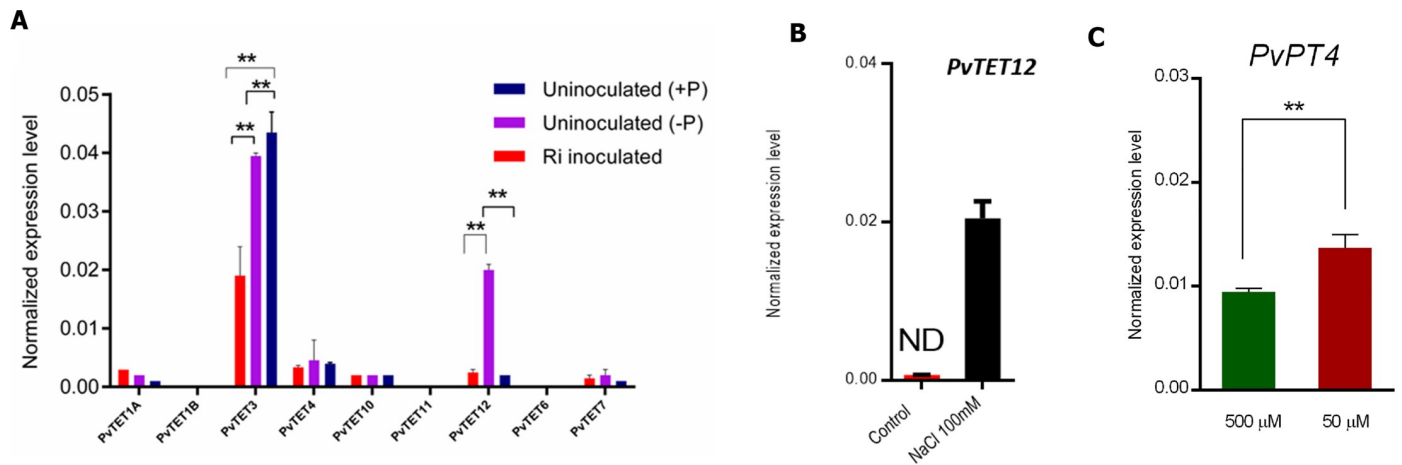 A
Normalized expression level
0.05
0.04
0.03
0.02
0.01
0.00
**
**
**
**
**
Uninoculated (+P)
Uninoculated (-P)
Ri inoculated
PvTET1A
PvTET1B
PvTET3
PvTET4
PvTET10
PvTET11
PvTET12
PvTET6
PvTET7
B
PvTET12
Normalized expression level
0.04
0.02
0.00
ND
Control
NaCl 100mM
C
PvPT4
Normalized expression level
0.03
0.02
0.01
0.00
**
500 μM
50 μM